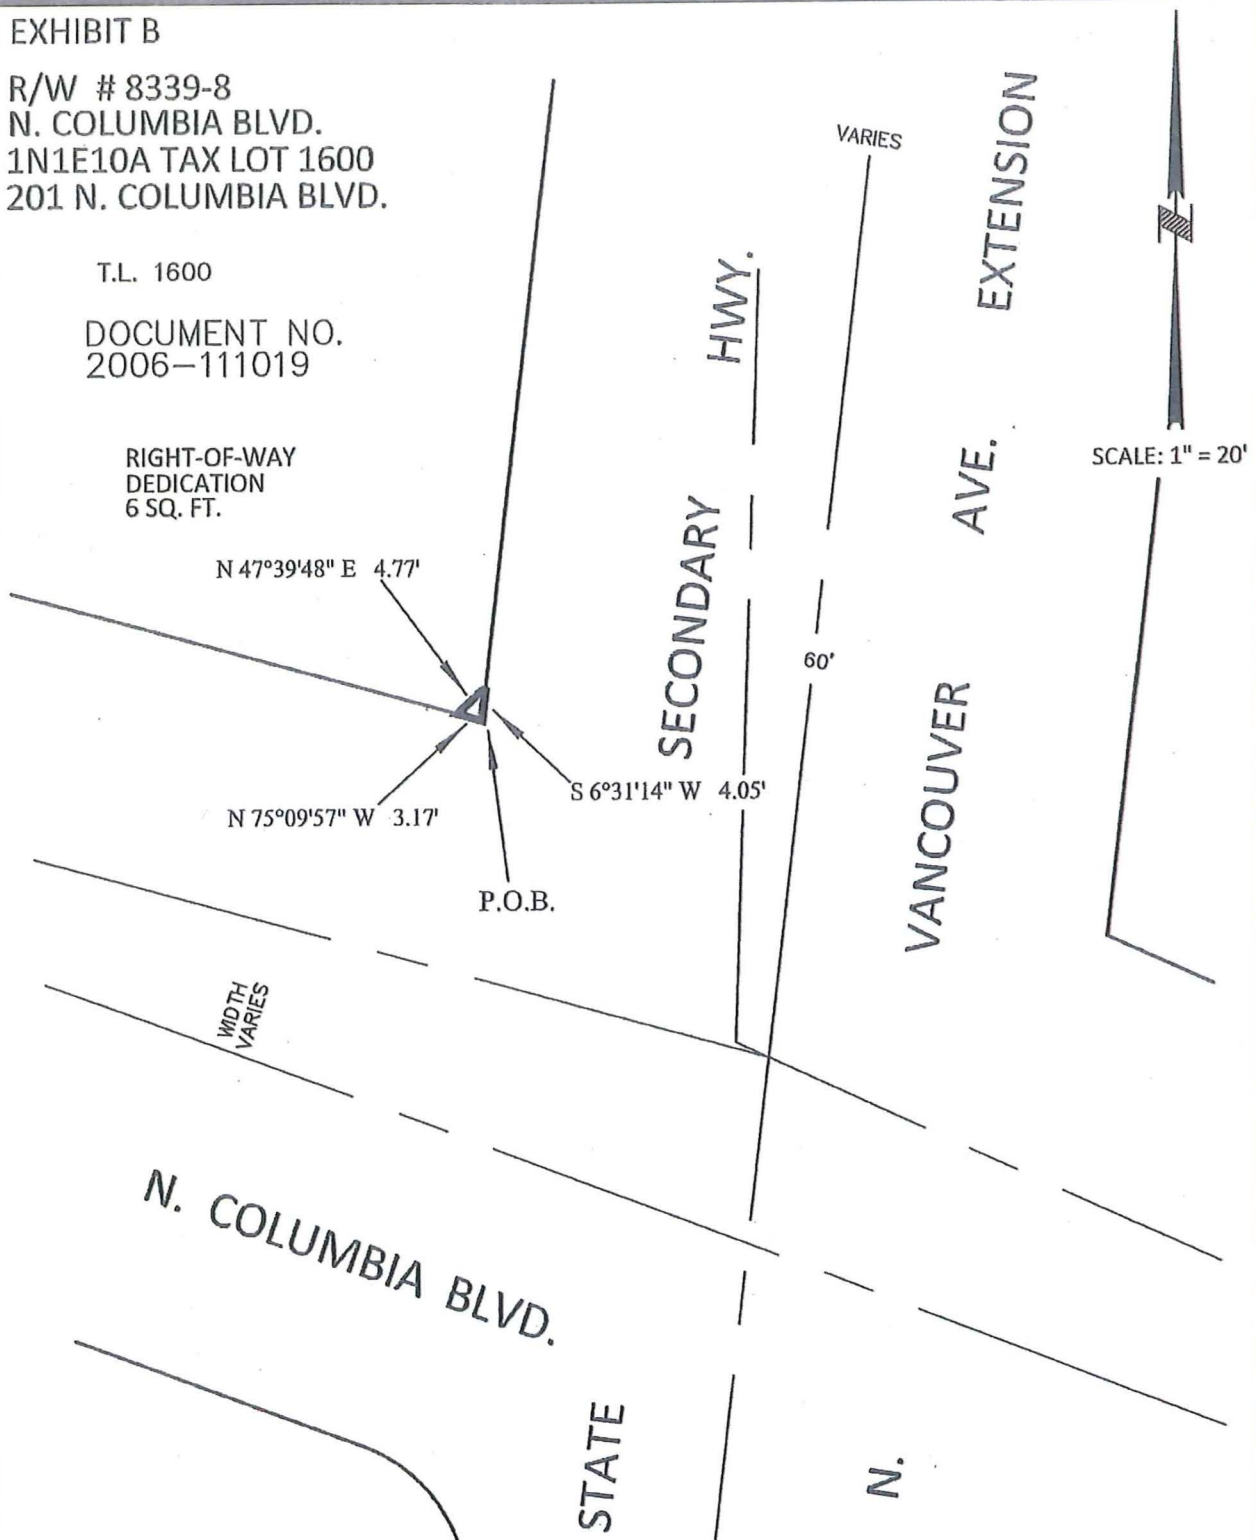 EXHIBIT B
R/W # 8339-8
N. COLUMBIA BLVD.
1N1E10A TAX LOT 1600
201 N. COLUMBIA BLVD.
T.L. 1600
DOCUMENT NO.
2006-111019
RIGHT-OF-WAY
DEDICATION
6 SQ. FT.
N 47°39'48" E 4.77'
N 75°09'57" W 3.17'
S 6°31'14" W 4.05'
P.O.B.
VARIES
60'
SCALE: 1" = 20'
WIDTH
VARIES
N. COLUMBIA BLVD.
STATE SECONDARY HWY.
N. VANCOUVER AVE. EXTENSION
N